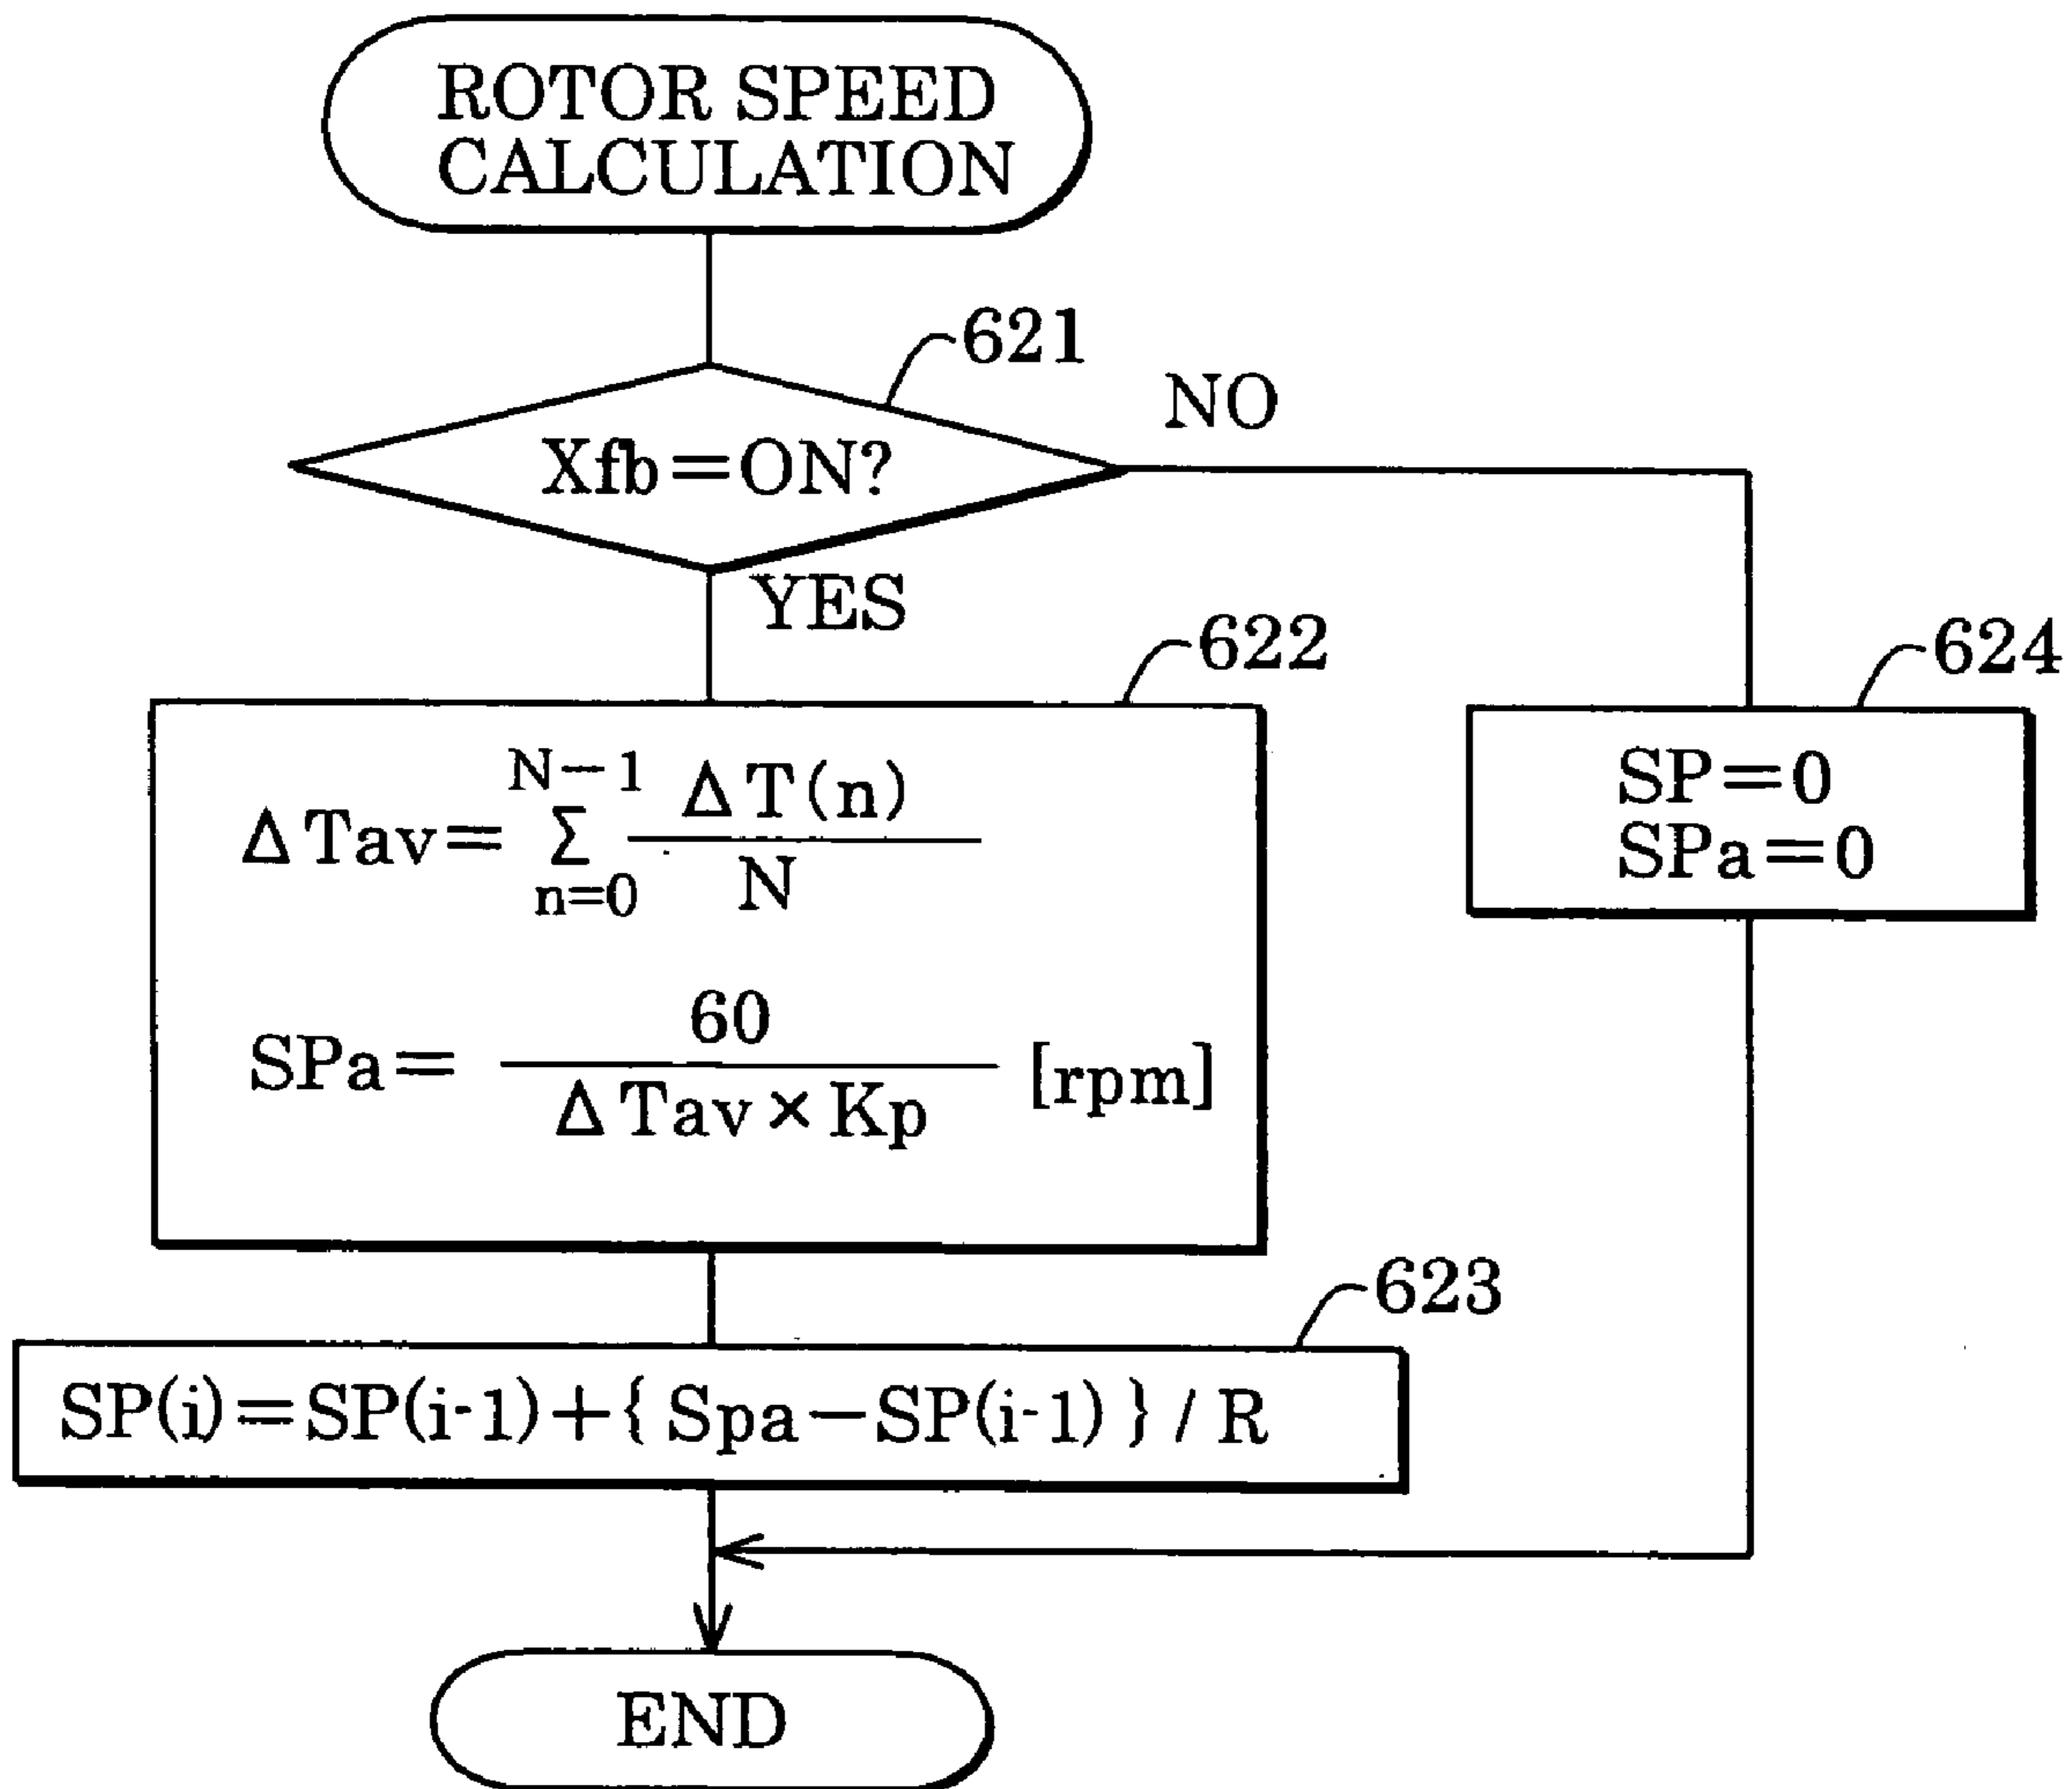 ROTOR SPEED
CALCULATION
621
NO
Xfb=ON?
YES
622
ΔTav= N−1 Σ n=0 ΔT(n) / N
SPa= 60 / ΔTav×Kp [rpm]
624
SP=0
SPa=0
623
SP(i)=SP(i-1)+{ Spa−SP(i-1) } / R
END